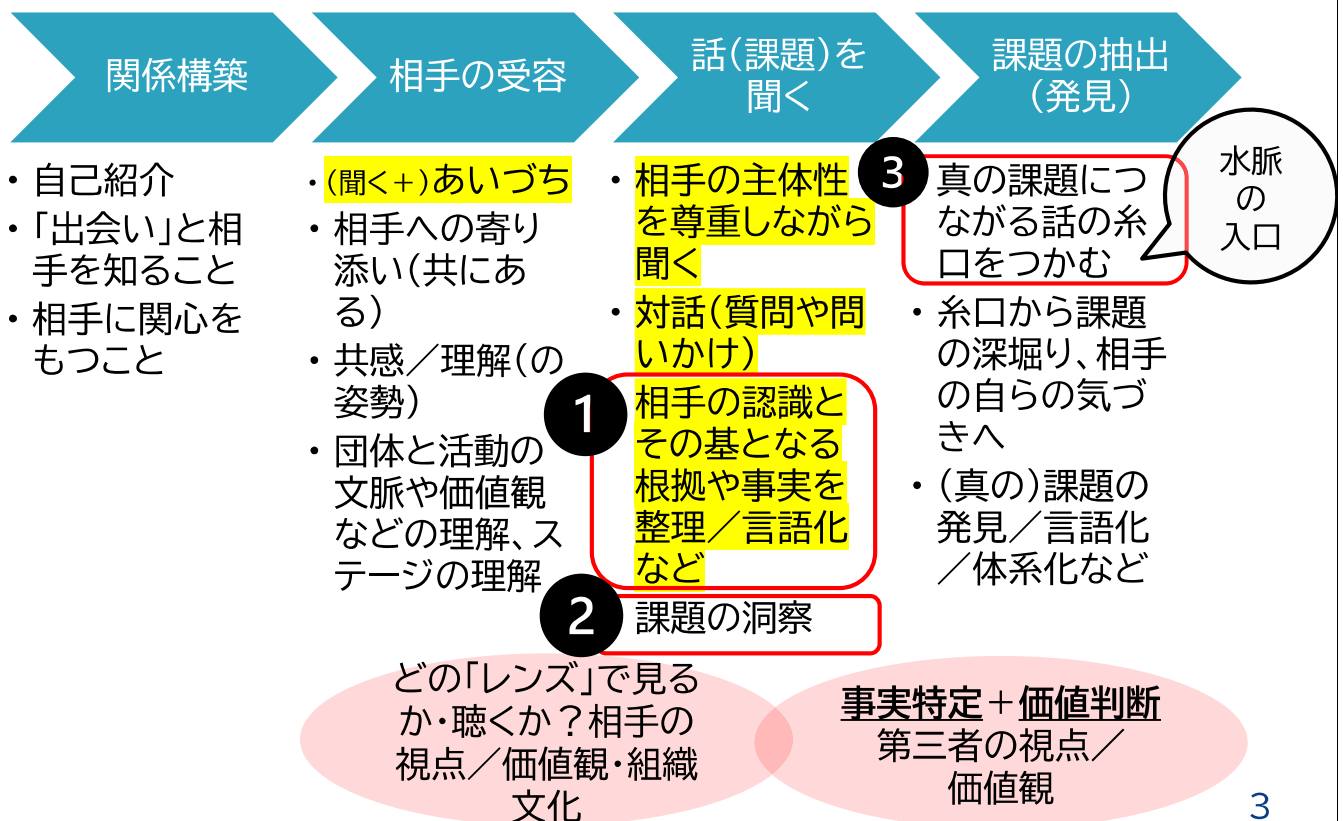 関係構築
相手の受容
話(課題)を
聞く
課題の抽出
(発見)
・自己紹介
・「出会い」と相
手を知ること
・相手に関心を
もつこと
・(聞く+)あいづち
・相手への寄り
添い(共にあ
る)
・共感/理解(の
姿勢)
・団体と活動の
文脈や価値観
などの理解、ス
テージの理解
・相手の主体性
を尊重しながら
聞く
・対話(質問や問
いかけ)
1
相手の認識と
その基となる
根拠や事実を
整理/言語化
など
2
課題の洞察
3
真の課題につ
ながる話の糸
口をつかむ
水脈
の
入口
・糸口から課題
の深堀り、相手
の自らの気づ
きへ
・(真の)課題の
発見/言語化
/体系化など
どの「レンズ」で見る
か・聴くか?相手の
視点/価値観・組織
文化
事実特定+価値判断
第三者の視点/
価値観
3